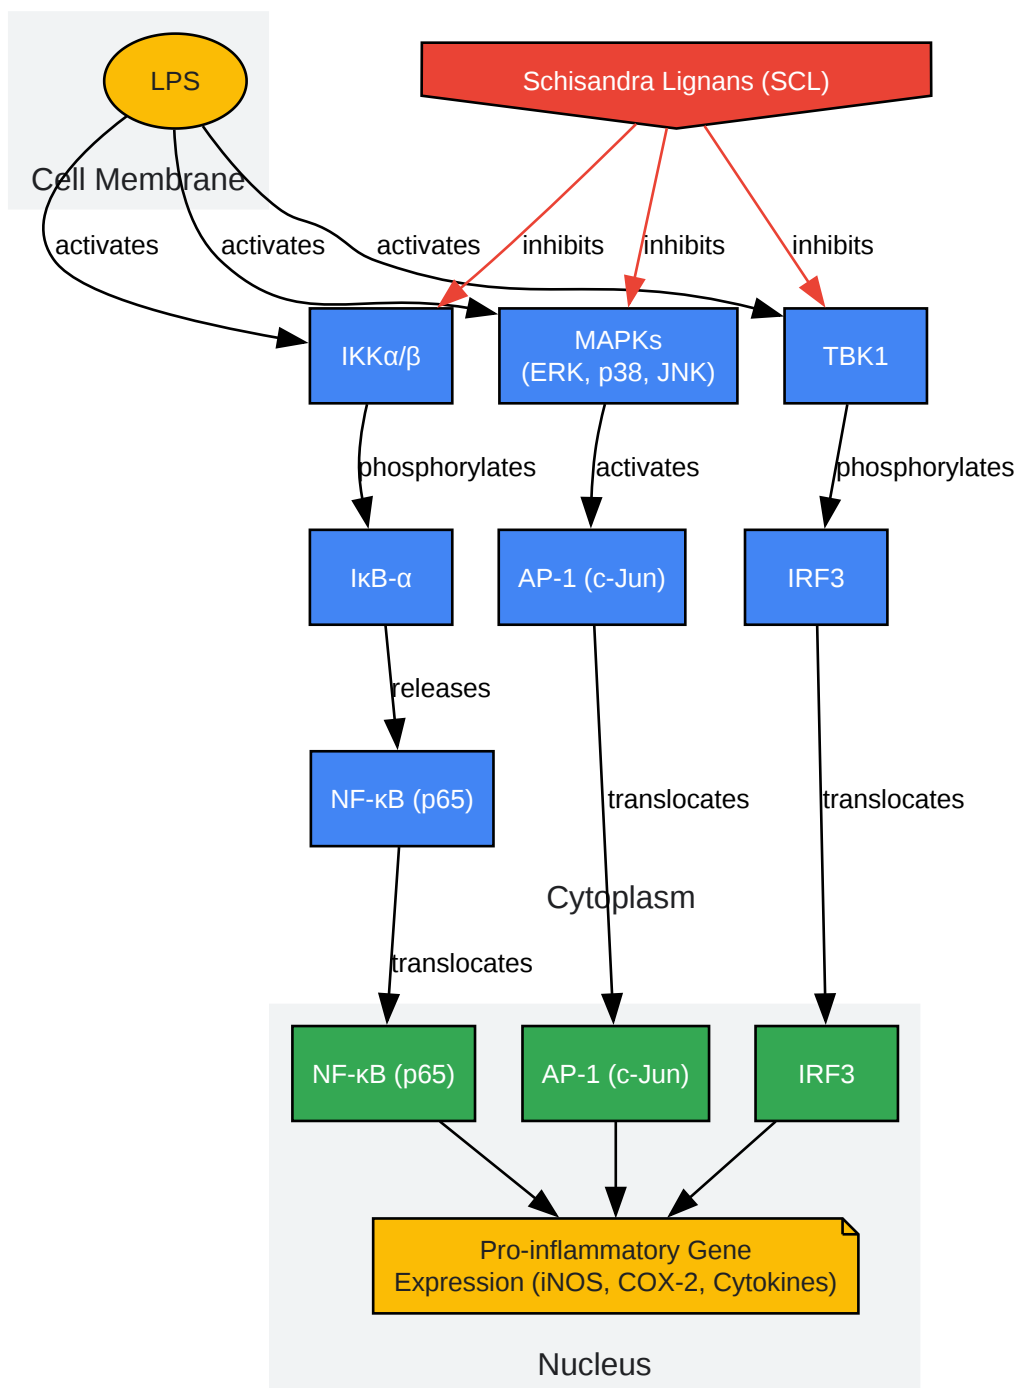 LPS
Schisandra Lignans (SCL)
Cell Membrane
activates
activates
activates
inhibits
inhibits
inhibits
IKKα/β
MAPKs
(ERK, p38, JNK)
TBK1
phosphorylates
activates
phosphorylates
IκB-α
AP-1 (c-Jun)
IRF3
releases
NF-κB (p65)
translocates
translocates
Cytoplasm
translocates
NF-κB (p65)
AP-1 (c-Jun)
IRF3
Pro-inflammatory Gene
Expression (iNOS, COX-2, Cytokines)
Nucleus